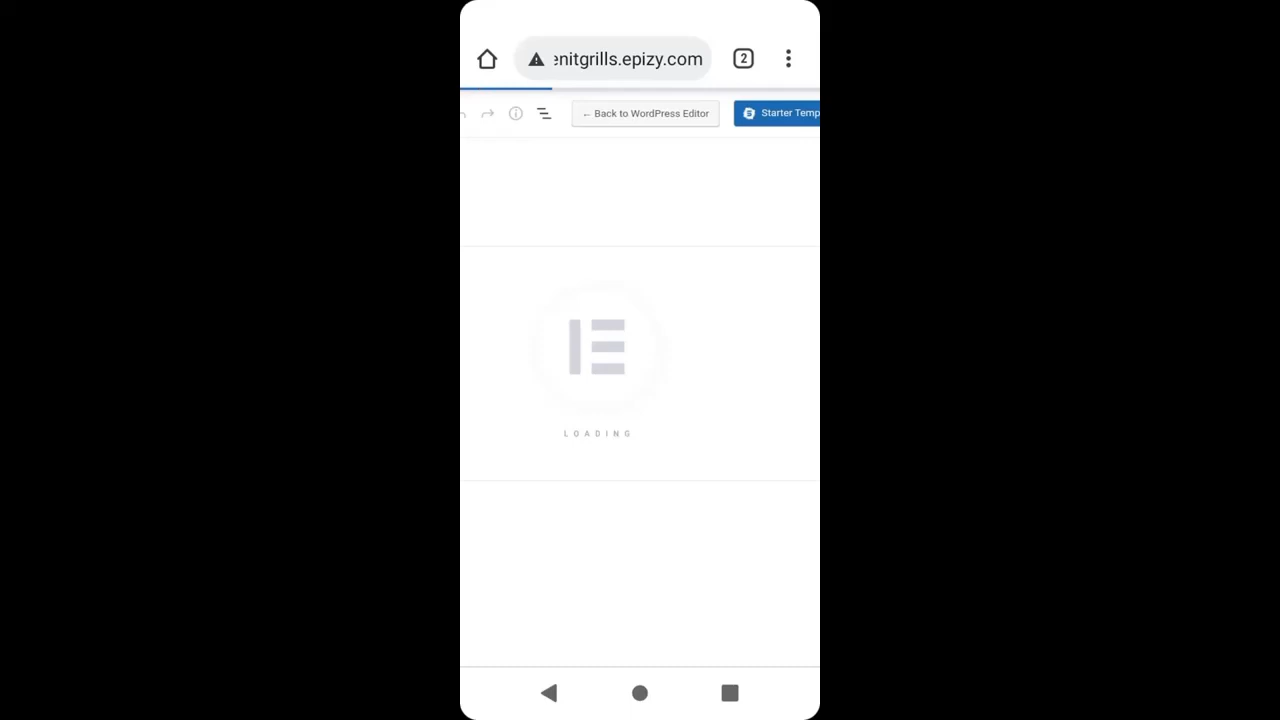 enitgrills.epizy.com
2
← Back to WordPress Editor
Starter Temp
LOADING